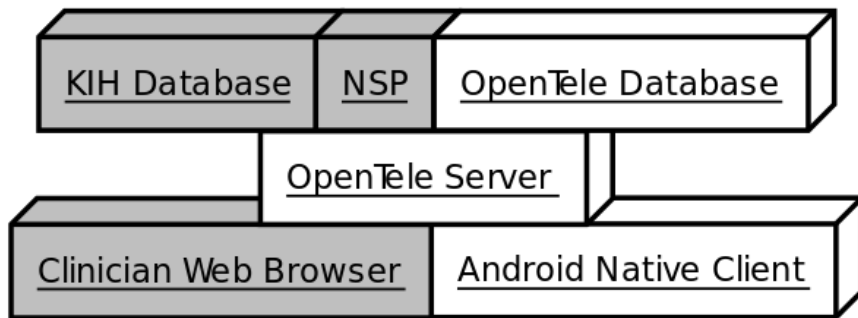 KIH Database NSP OpenTele Database
OpenTele Server
Clinician Web Browser Android Native Client